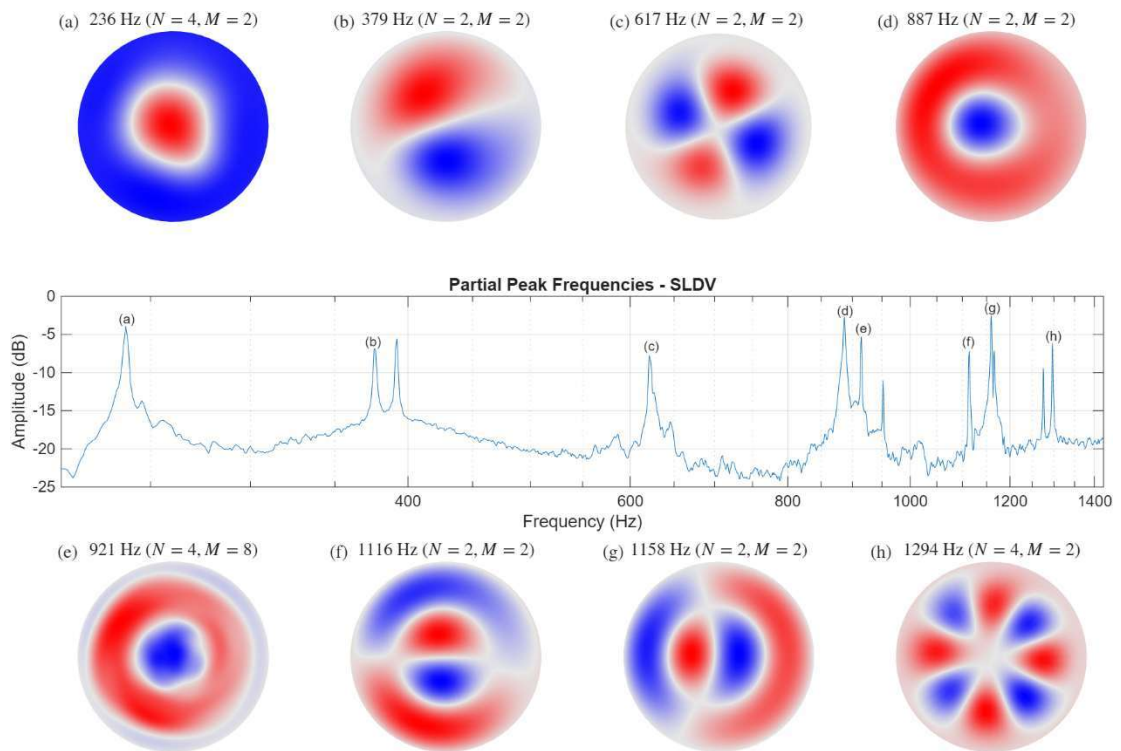 (a) 236 Hz (N = 4, M = 2)
(b) 379 Hz (N = 2, M = 2)
(c) 617 Hz (N = 2, M = 2)
(d) 887 Hz (N = 2, M = 2)
Partial Peak Frequencies - SLDV
0
-5
-10
-15
-20
-25
Amplitude (dB)
(a)
(b)
(c)
(d)
(e)
(f)
(g)
(h)
400
600
800
1000
1200
1400
Frequency (Hz)
(e) 921 Hz (N = 4, M = 8)
(f) 1116 Hz (N = 2, M = 2)
(g) 1158 Hz (N = 2, M = 2)
(h) 1294 Hz (N = 4, M = 2)